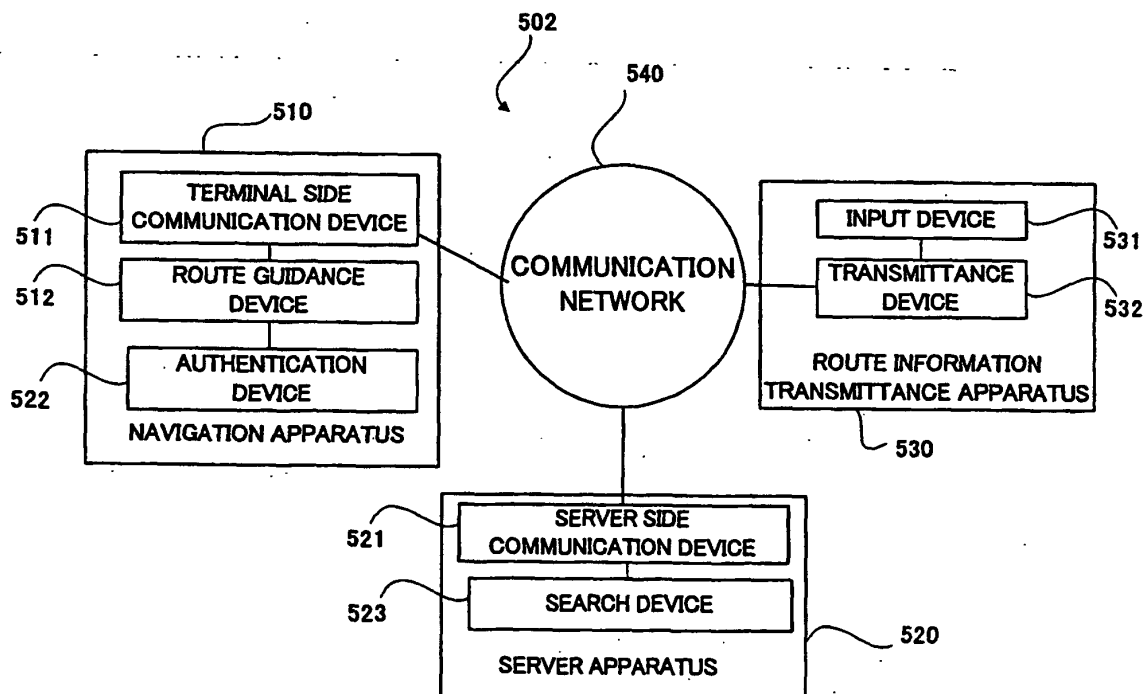 502
540
510
TERMINAL SIDE
COMMUNICATION DEVICE
511
ROUTE GUIDANCE
DEVICE
512
AUTHENTICATION
DEVICE
522
NAVIGATION APPARATUS
COMMUNICATION
NETWORK
INPUT DEVICE
531
TRANSMITTANCE
DEVICE
532
ROUTE INFORMATION
TRANSMITTANCE APPARATUS
530
SERVER SIDE
COMMUNICATION DEVICE
521
SEARCH DEVICE
523
520
SERVER APPARATUS